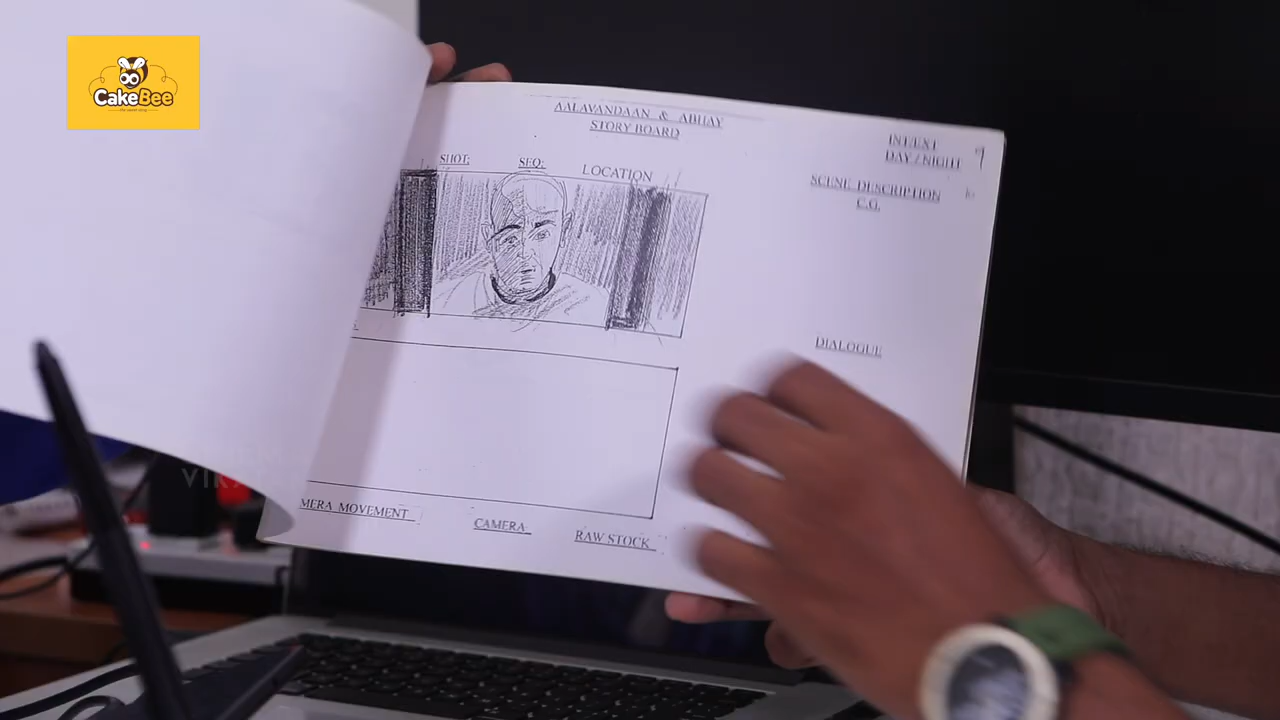 CakeBee
AALAVANDAAN & ABHAY
STORY BOARD
INT/EXT
DAY / NIGHT
9
SHOT:
SEQ:
LOCATION
SCENE DESCRIPTION
C.G.
DIALOGUE
MERA MOVEMENT
CAMERA
RAW STOCK